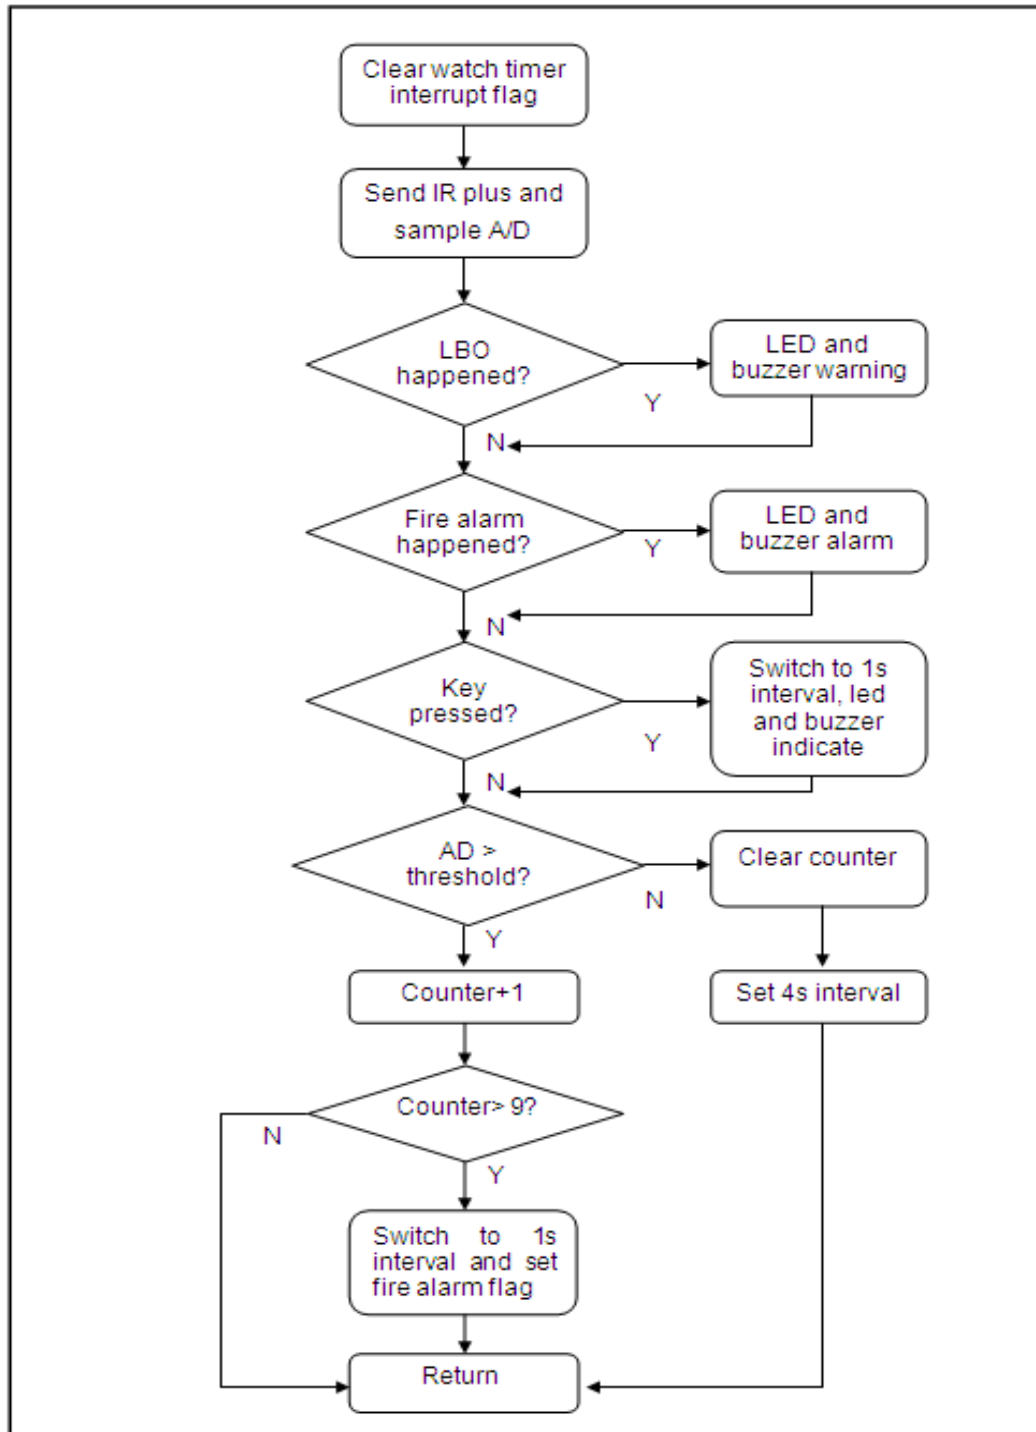 Clear watch timer
interrupt flag
Send IR plus and
sample A/D
LBO
happened?
Y
LED and
buzzer warning
N
Fire alarm
happened?
Y
LED and
buzzer alarm
N
Key
pressed?
Y
Switch to 1s
interval, led
and buzzer
indicate
N
AD >
threshold?
N
Clear counter
Y
Counter+1
Set 4s interval
Counter> 9?
N
Y
Switch to 1s
interval and set
fire alarm flag
Return